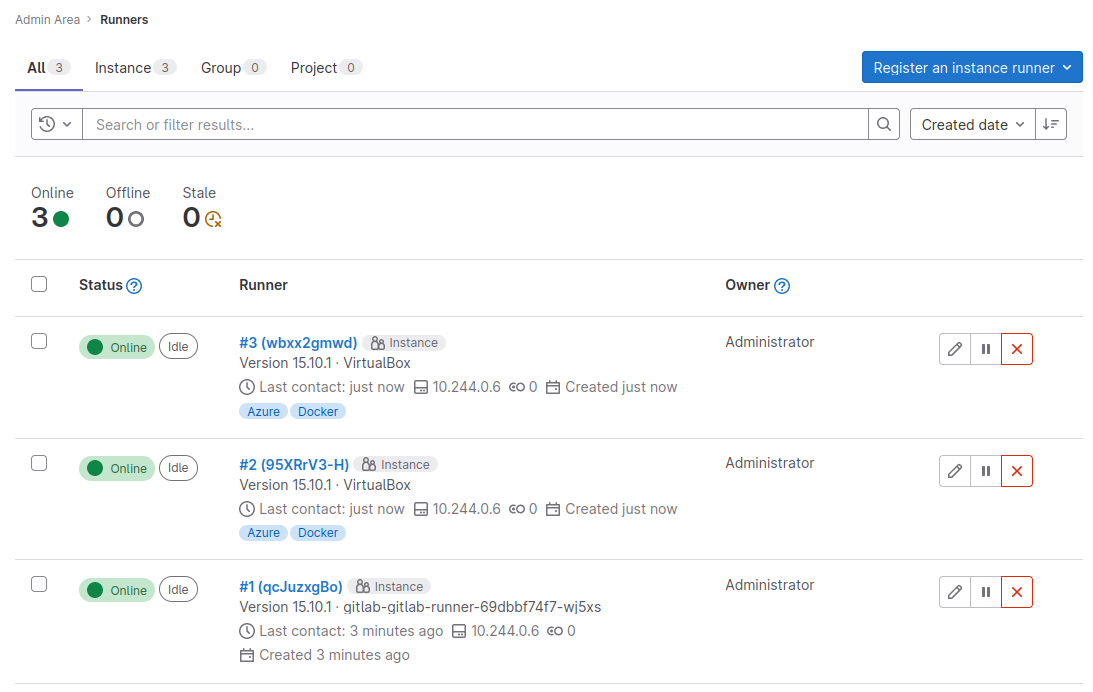 Admin Area › Runners
All 3 Instance 3 Group 0 Project 0 Register an instance runner
Search or filter results... Created date
Online Offline Stale
3 0 0
Status Runner Owner
Online Idle #3 (wbxx2gmwd) Instance Administrator
Version 15.10.1 · VirtualBox
Last contact: just now 10.244.0.6 0 Created just now
Azure Docker
Online Idle #2 (95XRrV3-H) Instance Administrator
Version 15.10.1 · VirtualBox
Last contact: just now 10.244.0.6 0 Created just now
Azure Docker
Online Idle #1 (qcJuzxgBo) Instance Administrator
Version 15.10.1 · gitlab-gitlab-runner-69dbbf74f7-wj5xs
Last contact: 3 minutes ago 10.244.0.6 0
Created 3 minutes ago